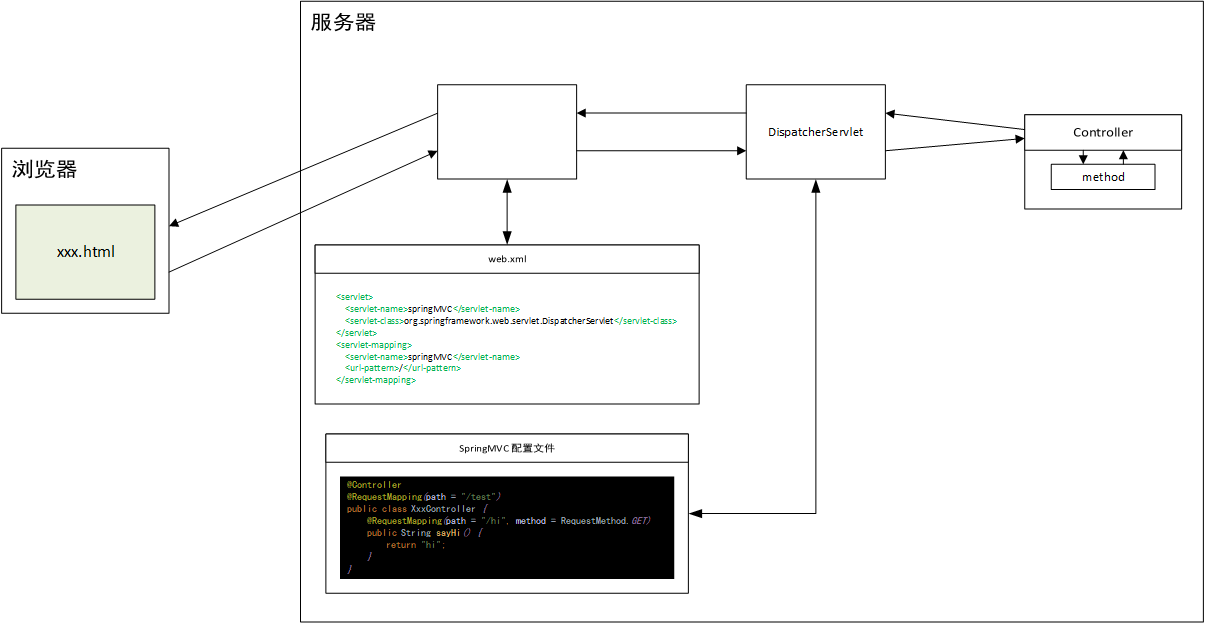 服务器
浏览器
xxx.html
DispatcherServlet
Controller
method
web.xml
<servlet>
<servlet-name>springMVC</servlet-name>
<servlet-class>org.springframework.web.servlet.DispatcherServlet</servlet-class>
</servlet>
<servlet-mapping>
<servlet-name>springMVC</servlet-name>
<url-pattern>/</url-pattern>
</servlet-mapping>
SpringMVC 配置文件
@Controller
@RequestMapping(path = "/test")
public class XxxController {
@RequestMapping(path = "/hi", method = RequestMethod.GET)
public String sayHi() {
return "hi";
}
}